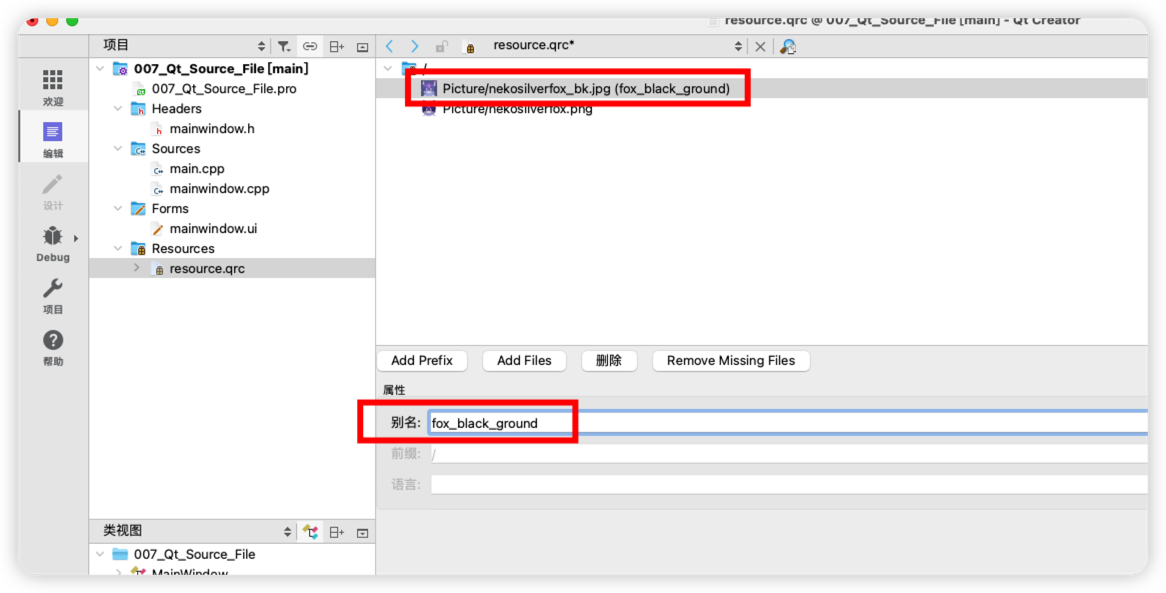 resource.qrc @ 007_Qt_Source_File [main] - Qt Creator
项目
resource.qrc*
欢迎
编辑
设计
Debug
项目
帮助
007_Qt_Source_File [main]
007_Qt_Source_File.pro
Headers
mainwindow.h
Sources
main.cpp
mainwindow.cpp
Forms
mainwindow.ui
Resources
resource.qrc
类视图
007_Qt_Source_File
MainWindow
/
Picture/nekosilverfox_bk.jpg (fox_black_ground)
Picture/nekosilverfox.png
Add Prefix Add Files 删除 Remove Missing Files
属性
别名: fox_black_ground
前缀: /
语言: